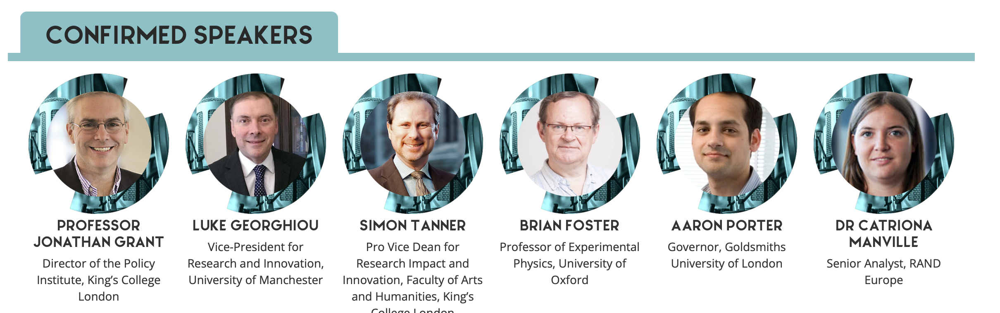 CONFIRMED SPEAKERS
PROFESSOR
JONATHAN GRANT
Director of the Policy
Institute, King’s College
London
LUKE GEORGHIOU
Vice-President for
Research and Innovation,
University of Manchester
SIMON TANNER
Pro Vice Dean for
Research Impact and
Innovation, Faculty of Arts
and Humanities, King’s
College London
BRIAN FOSTER
Professor of Experimental
Physics, University of
Oxford
AARON PORTER
Governor, Goldsmiths
University of London
DR CATRIONA
MANVILLE
Senior Analyst, RAND
Europe